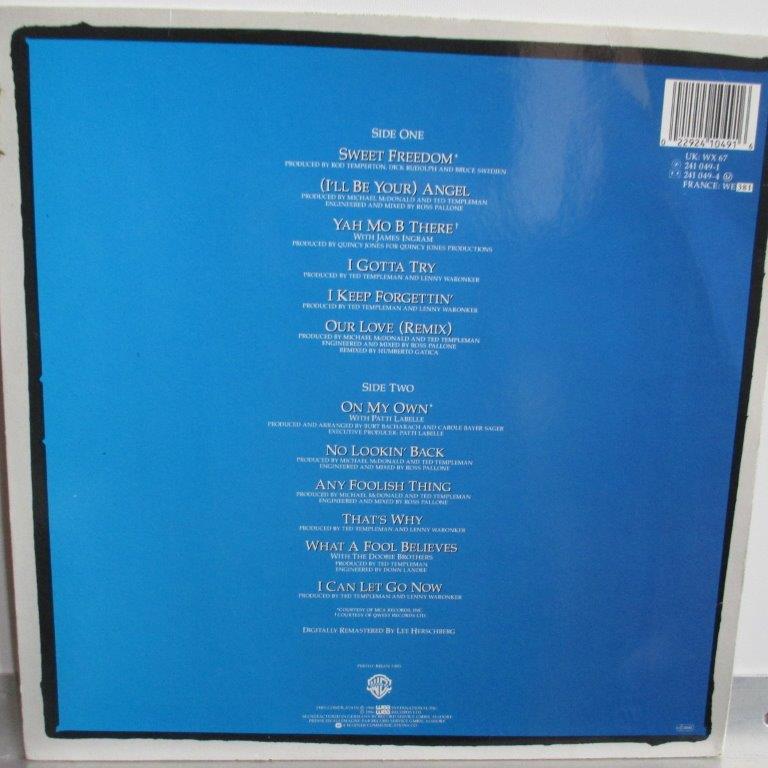 SIDE ONE
SWEET FREEDOM*
PRODUCED BY ROD TEMPERTON, DICK RUDOLPH AND BRUCE SWEDIEN
(I'LL BE YOUR) ANGEL
PRODUCED BY MICHAEL MCDONALD AND TED TEMPLEMAN
ENGINEERED AND MIXED BY ROSS PALLONE
YAH MO B THERE†
WITH JAMES INGRAM
PRODUCED BY QUINCY JONES FOR QUINCY JONES PRODUCTIONS
I GOTTA TRY
PRODUCED BY TED TEMPLEMAN AND LENNY WARONKER
I KEEP FORGETTIN'
PRODUCED BY TED TEMPLEMAN AND LENNY WARONKER
OUR LOVE (REMIX)
PRODUCED BY MICHAEL MCDONALD AND TED TEMPLEMAN
ENGINEERED AND MIXED BY ROSS PALLONE
REMIXED BY HUMBERTO GATICA
SIDE TWO
ON MY OWN*
WITH PATTI LABELLE
PRODUCED AND ARRANGED BY BURT BACHARACH AND CAROLE BAYER SAGER
EXECUTIVE PRODUCER: PATTI LABELLE
NO LOOKIN' BACK
PRODUCED BY MICHAEL MCDONALD AND TED TEMPLEMAN
ENGINEERED AND MIXED BY ROSS PALLONE
ANY FOOLISH THING
PRODUCED BY MICHAEL MCDONALD AND TED TEMPLEMAN
ENGINEERED AND MIXED BY ROSS PALLONE
THAT'S WHY
PRODUCED BY TED TEMPLEMAN AND LENNY WARONKER
WHAT A FOOL BELIEVES
WITH THE DOOBIE BROTHERS
PRODUCED BY TED TEMPLEMAN
ENGINEERED BY DONN LANDEE
I CAN LET GO NOW
PRODUCED BY TED TEMPLEMAN AND LENNY WARONKER
*COURTESY OF MCA RECORDS, INC.
†COURTESY OF QWEST RECORDS LTD.
DIGITALLY REMASTERED BY LEE HERSCHBERG
0 22924 10491 6
UK: WX 67
241 049-1
241 049-4
FRANCE: WE 381